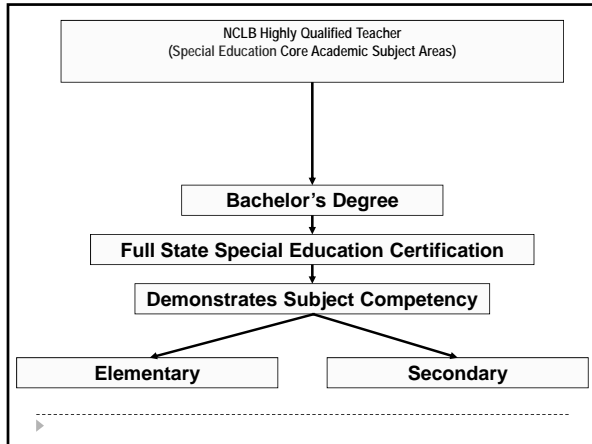 NCLB Highly Qualified Teacher
(Special Education Core Academic Subject Areas)
Bachelor’s Degree
Full State Special Education Certification
Demonstrates Subject Competency
Elementary
Secondary